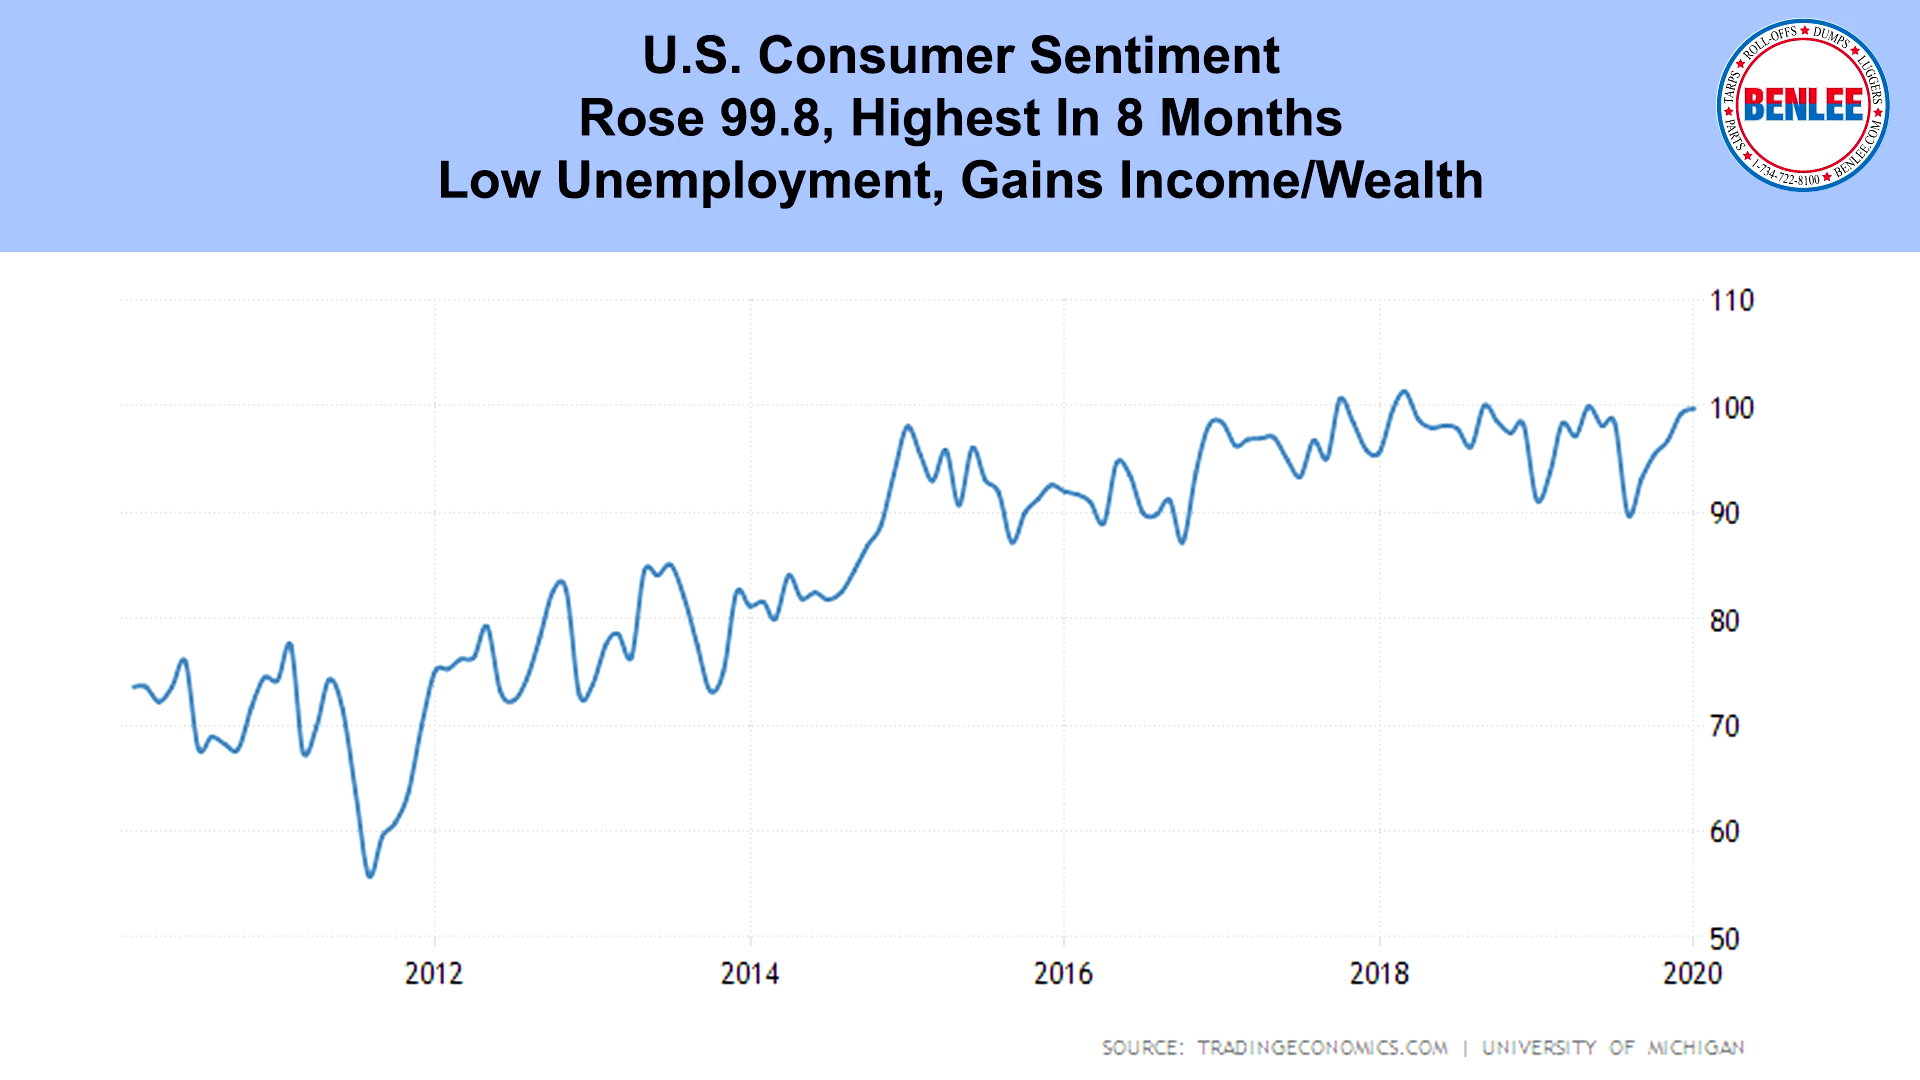 U.S. Consumer Sentiment
Rose 99.8, Highest In 8 Months
Low Unemployment, Gains Income/Wealth
TARPS ★ ROLL-OFFS ★ DUMPS ★ LUGGERS ★
BENLEE
★ PARTS ★ 1-734-722-8100 ★ BENLEE.COM
110
100
90
80
70
60
50
2012 2014 2016 2018 2020
SOURCE: TRADINGECONOMICS.COM | UNIVERSITY OF MICHIGAN